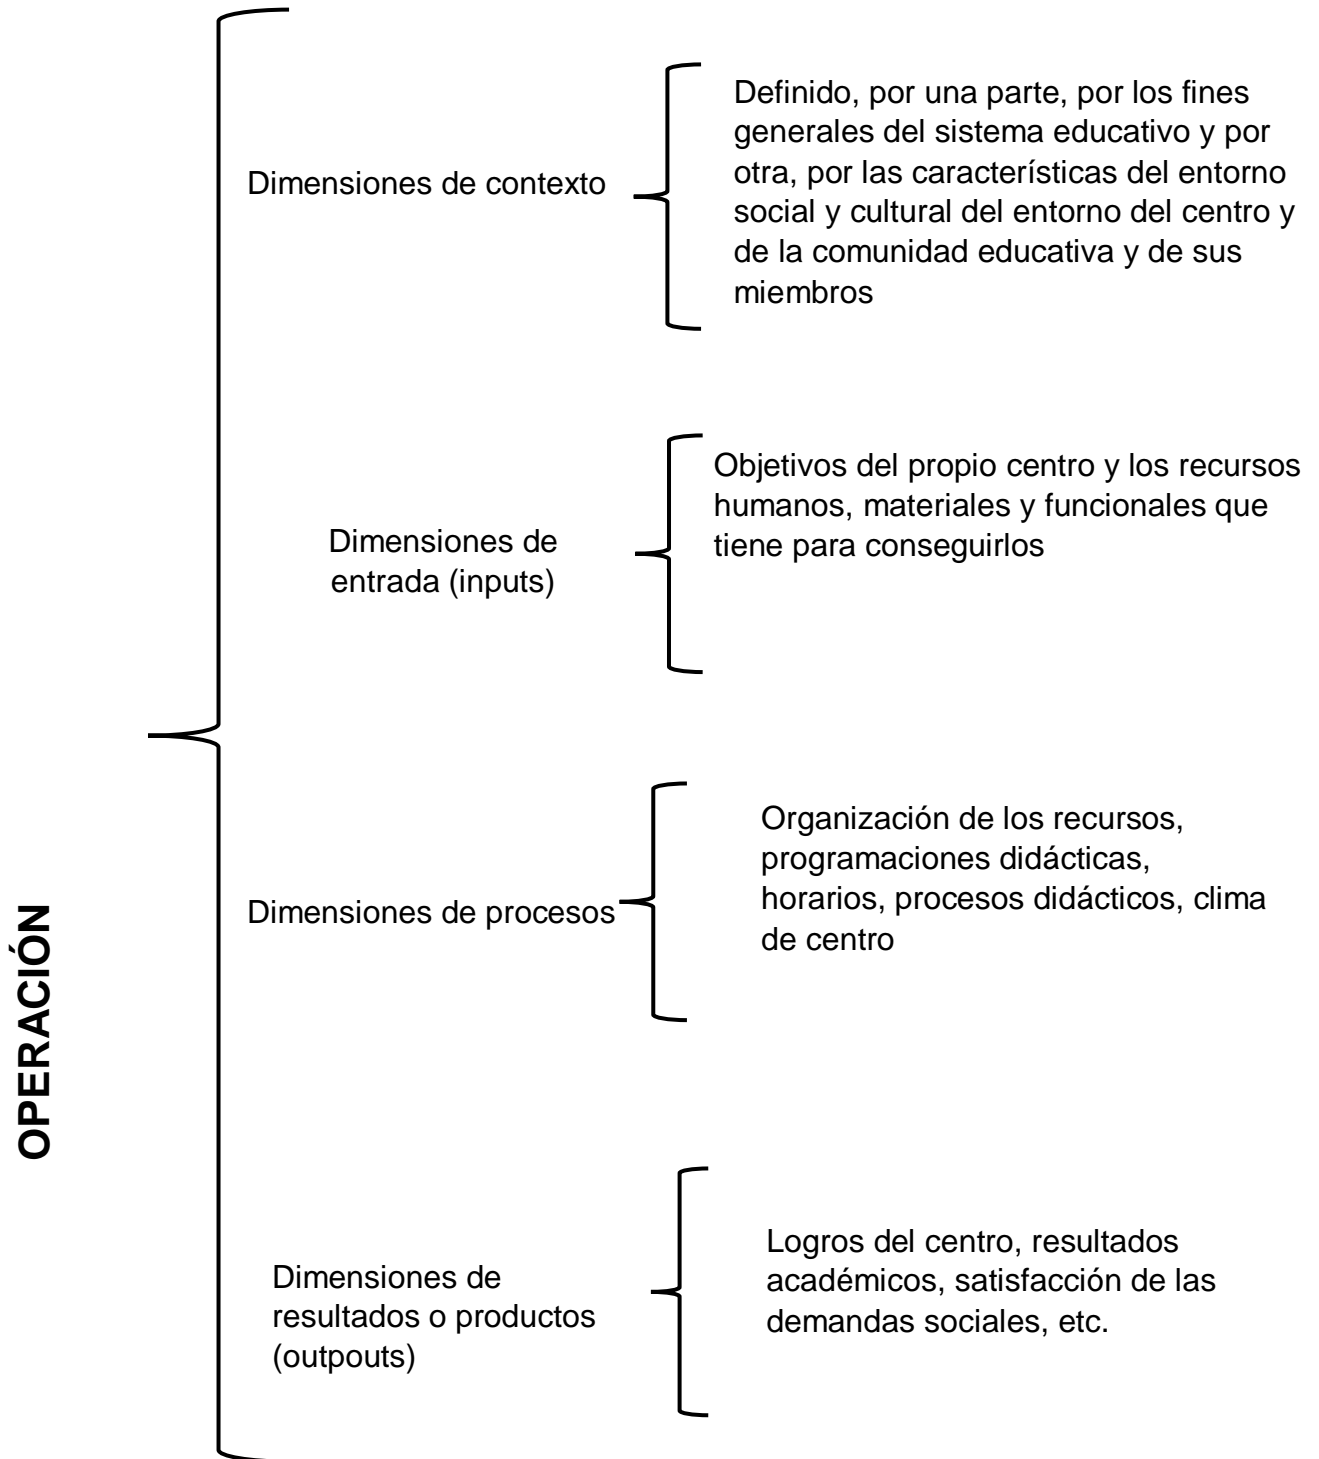 OPERACIÓN
Dimensiones de contexto
Definido, por una parte, por los fines
generales del sistema educativo y por
otra, por las características del entorno
social y cultural del entorno del centro y
de la comunidad educativa y de sus
miembros
Dimensiones de
entrada (inputs)
Objetivos del propio centro y los recursos
humanos, materiales y funcionales que
tiene para conseguirlos
Dimensiones de procesos
Organización de los recursos,
programaciones didácticas,
horarios, procesos didácticos, clima
de centro
Dimensiones de
resultados o productos
(outpouts)
Logros del centro, resultados
académicos, satisfacción de las
demandas sociales, etc.